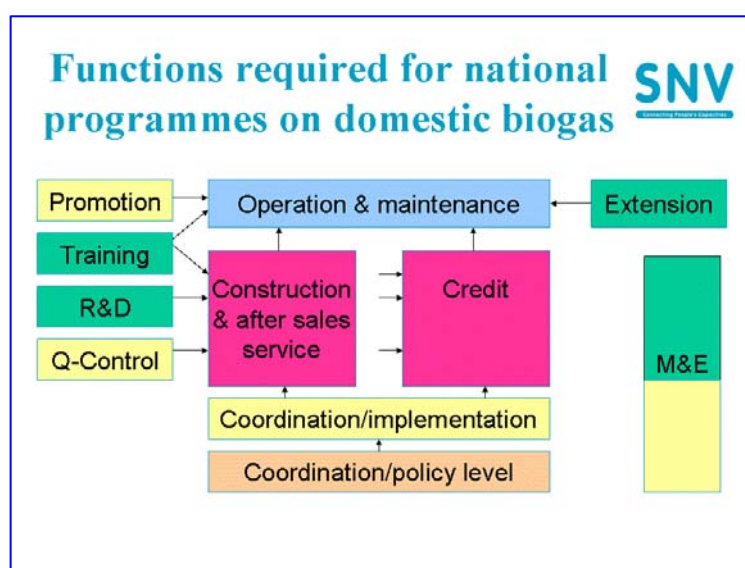 Functions required for national
programmes on domestic biogas
SNV
Connecting People's Capacities
Promotion
Operation & maintenance
Extension
Training
Construction
& after sales
service
Credit
R&D
Q-Control
M&E
Coordination/implementation
Coordination/policy level